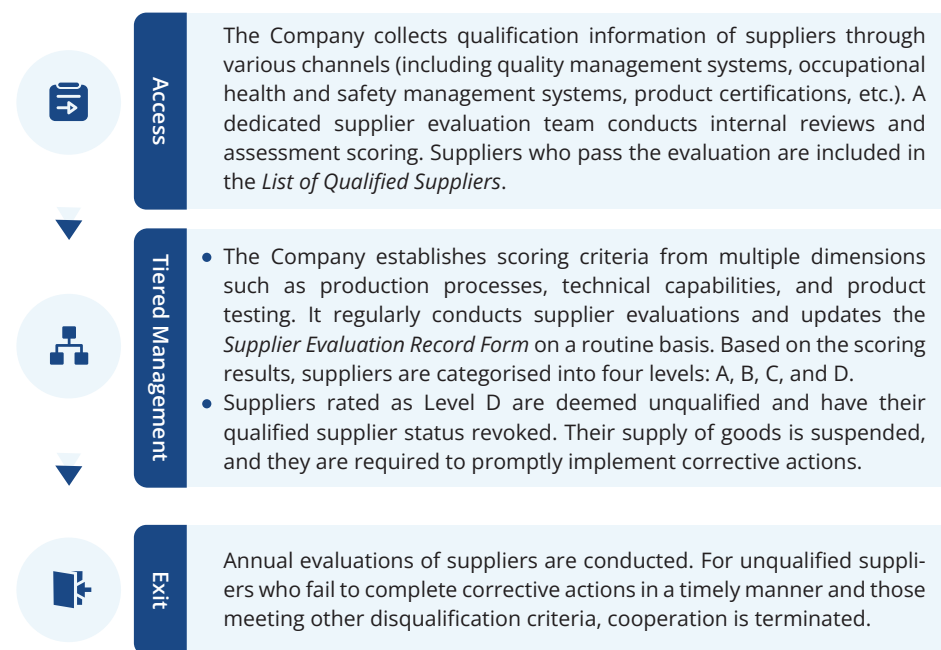 Access
The Company collects qualification information of suppliers through
various channels (including quality management systems, occupational
health and safety management systems, product certifications, etc.). A
dedicated supplier evaluation team conducts internal reviews and
assessment scoring. Suppliers who pass the evaluation are included in
the List of Qualified Suppliers.
Tiered Management
● The Company establishes scoring criteria from multiple dimensions
such as production processes, technical capabilities, and product
testing. It regularly conducts supplier evaluations and updates the
Supplier Evaluation Record Form on a routine basis. Based on the scoring
results, suppliers are categorised into four levels: A, B, C, and D.
● Suppliers rated as Level D are deemed unqualified and have their
qualified supplier status revoked. Their supply of goods is suspended,
and they are required to promptly implement corrective actions.
Exit
Annual evaluations of suppliers are conducted. For unqualified suppli-
ers who fail to complete corrective actions in a timely manner and those
meeting other disqualification criteria, cooperation is terminated.